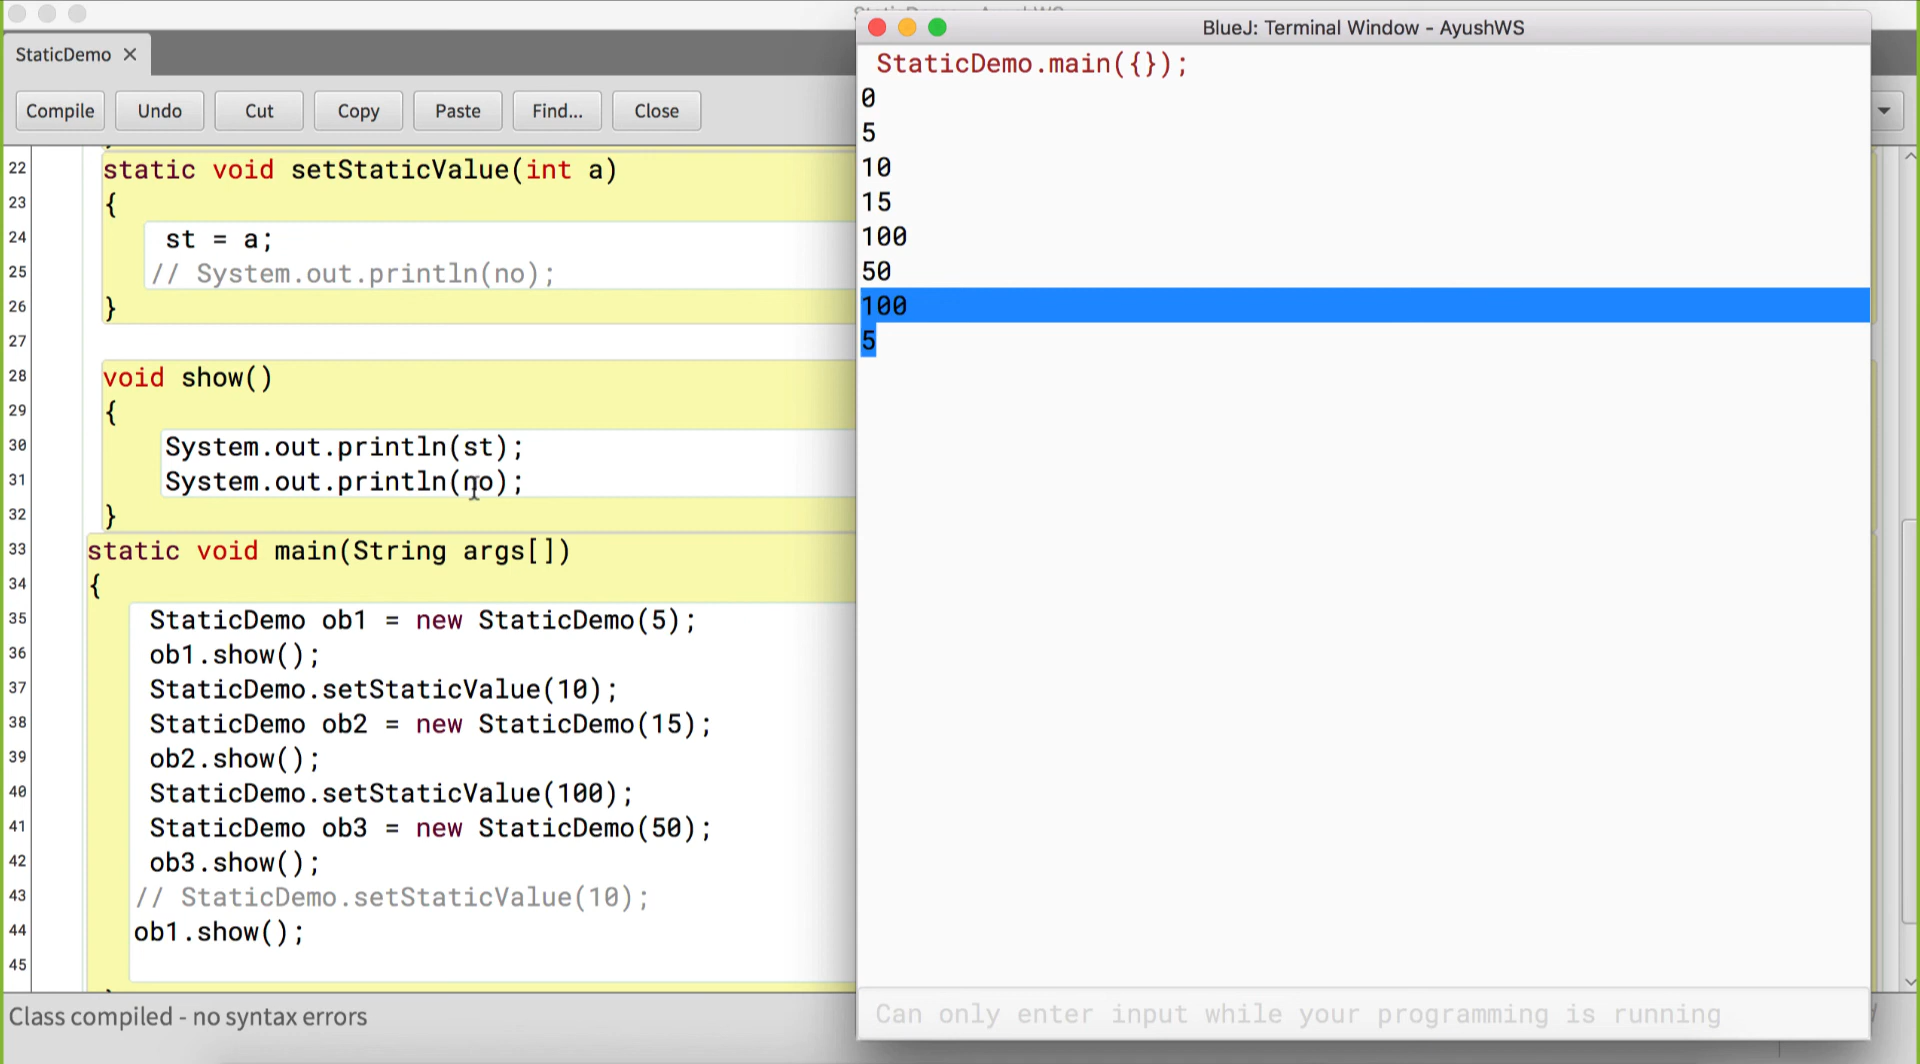 StaticDemo ×
Compile Undo Cut Copy Paste Find... Close
22 static void setStaticValue(int a)
23 {
24 st = a;
25 // System.out.println(no);
26 }
27
28 void show()
29 {
30 System.out.println(st);
31 System.out.println(no);
32 }
33 static void main(String args[])
34 {
35 StaticDemo ob1 = new StaticDemo(5);
36 ob1.show();
37 StaticDemo.setStaticValue(10);
38 StaticDemo ob2 = new StaticDemo(15);
39 ob2.show();
40 StaticDemo.setStaticValue(100);
41 StaticDemo ob3 = new StaticDemo(50);
42 ob3.show();
43 // StaticDemo.setStaticValue(10);
44 ob1.show();
45
Class compiled - no syntax errors
BlueJ: Terminal Window - AyushWS
StaticDemo.main({});
0
5
10
15
100
50
100
5
Can only enter input while your programming is running